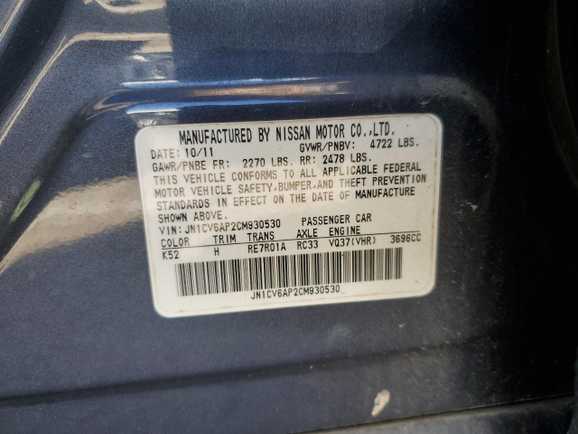 MANUFACTURED BY NISSAN MOTOR CO.,LTD.
DATE: 10/11 GVWR/PNBV: 4722 LBS.
GAWR/PNBE FR: 2270 LBS. RR: 2478 LBS.
THIS VEHICLE CONFORMS TO ALL APPLICABLE FEDERAL
MOTOR VEHICLE SAFETY, BUMPER, AND THEFT PREVENTION
STANDARDS IN EFFECT ON THE DATE OF MANUFACTURE
SHOWN ABOVE.
VIN: JN1CV6AP2CM930530 PASSENGER CAR
COLOR TRIM TRANS AXLE ENGINE
K52 H RE7R01A RC33 VQ37(VHR) 3696CC
JN1CV6AP2CM930530